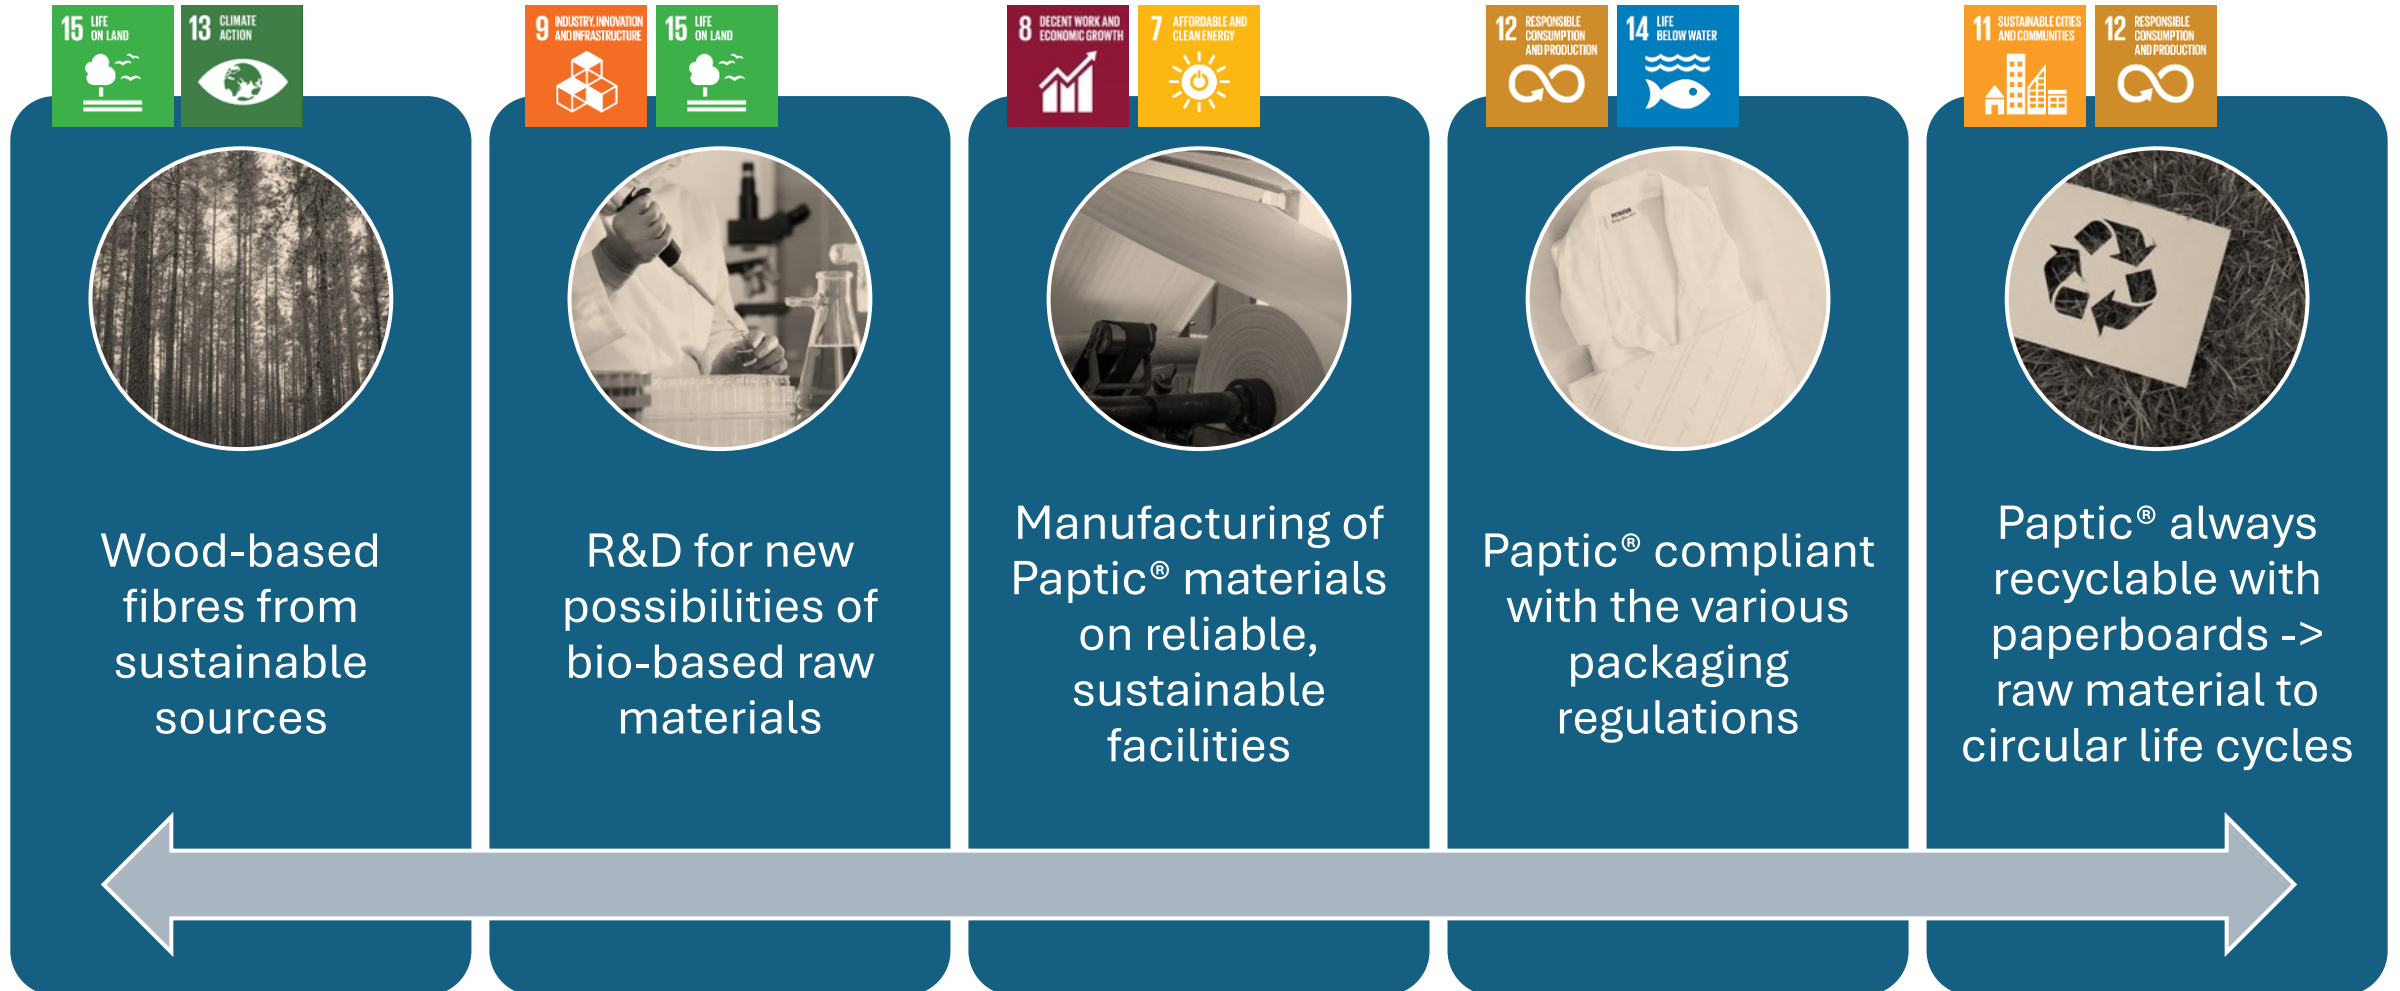 15 LIFE
ON LAND
13 CLIMATE
ACTION
9 INDUSTRY, INNOVATION
AND INFRASTRUCTURE
15 LIFE
ON LAND
8 DECENT WORK AND
ECONOMIC GROWTH
7 AFFORDABLE AND
CLEAN ENERGY
12 RESPONSIBLE
CONSUMPTION
AND PRODUCTION
14 LIFE
BELOW WATER
11 SUSTAINABLE CITIES
AND COMMUNITIES
12 RESPONSIBLE
CONSUMPTION
AND PRODUCTION
Wood-based
fibres from
sustainable
sources
R&D for new
possibilities of
bio-based raw
materials
Manufacturing of
Paptic® materials
on reliable,
sustainable
facilities
Paptic® compliant
with the various
packaging
regulations
Paptic® always
recyclable with
paperboards ->
raw material to
circular life cycles